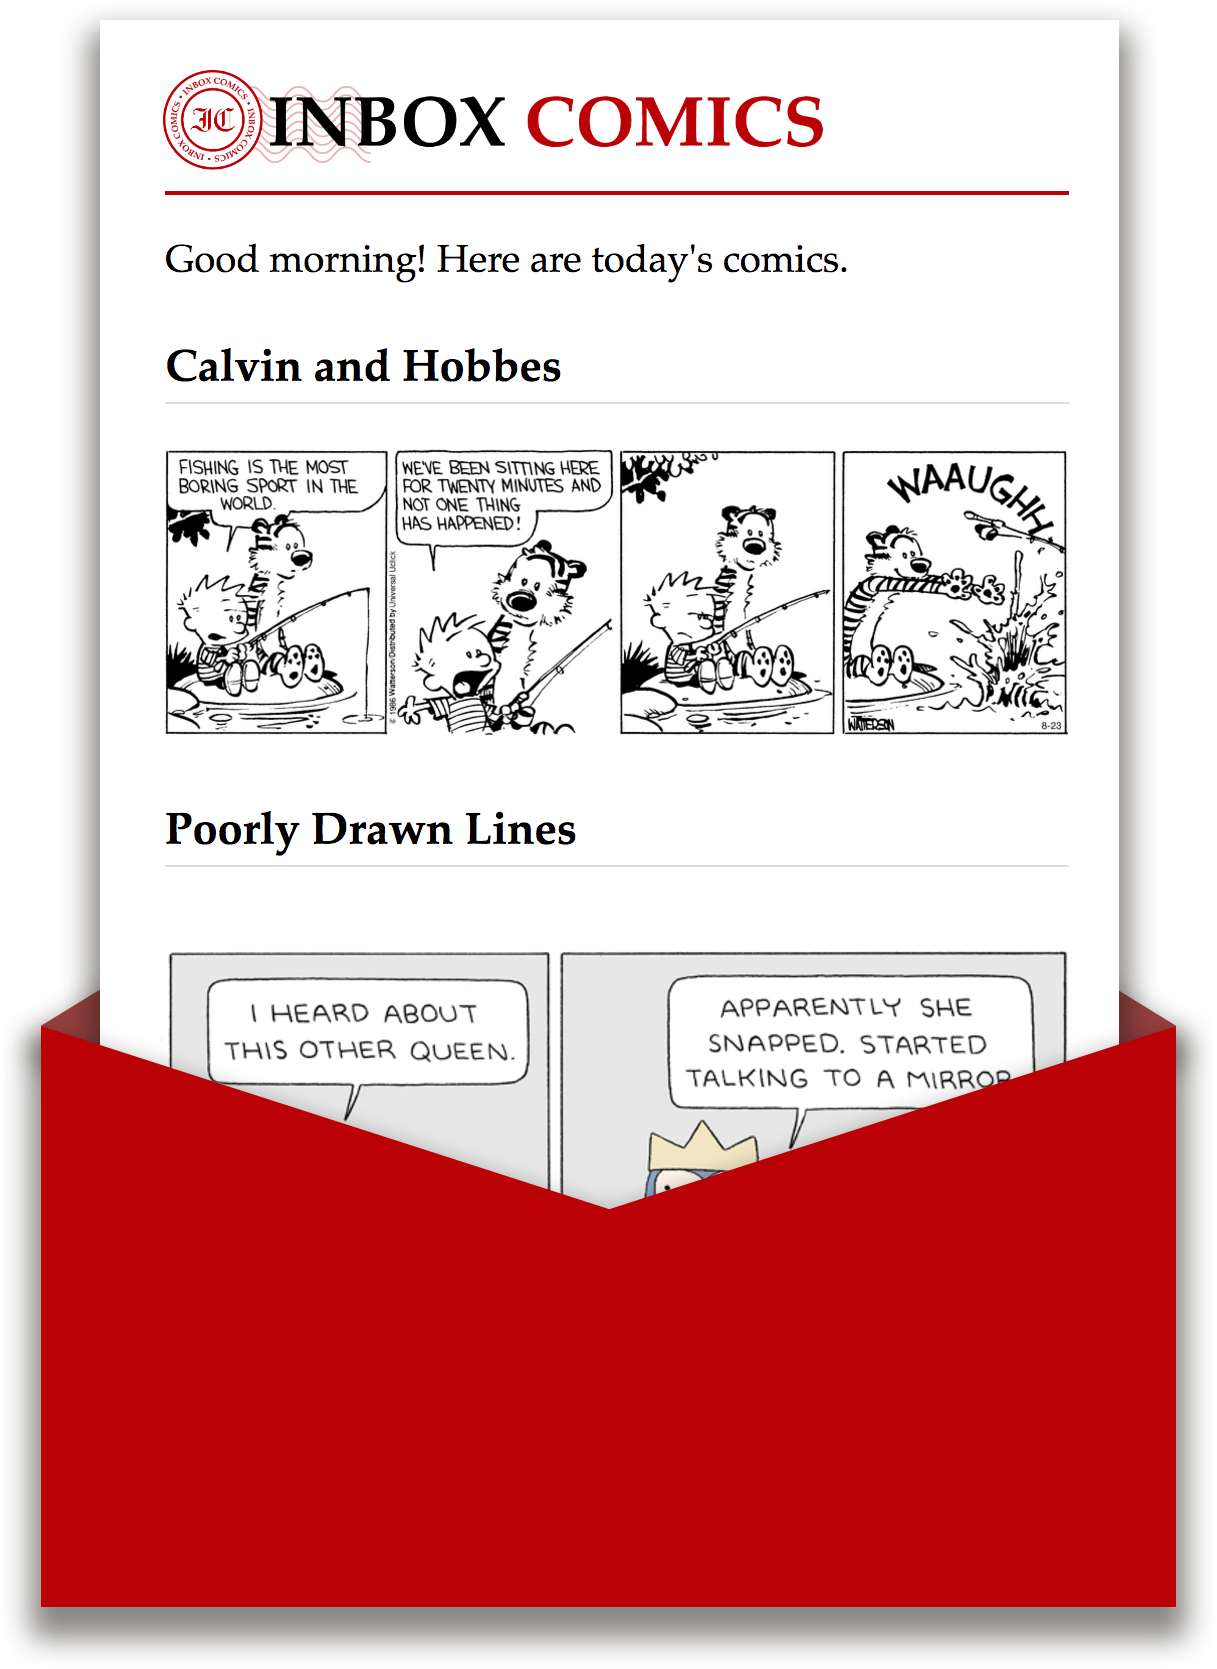 INBOX COMICS • INBOX COMICS • INBOX COMICS •
IC
INBOX COMICS
Good morning! Here are today's comics.
Calvin and Hobbes
FISHING IS THE MOST
BORING SPORT IN THE
WORLD.
© 1986 Watterson/Distributed by Universal Uclick
WE'VE BEEN SITTING HERE
FOR TWENTY MINUTES AND
NOT ONE THING
HAS HAPPENED!
WAAUGHH
WATTERSON
8-23
Poorly Drawn Lines
I HEARD ABOUT
THIS OTHER QUEEN.
APPARENTLY SHE
SNAPPED. STARTED
TALKING TO A MIRROR